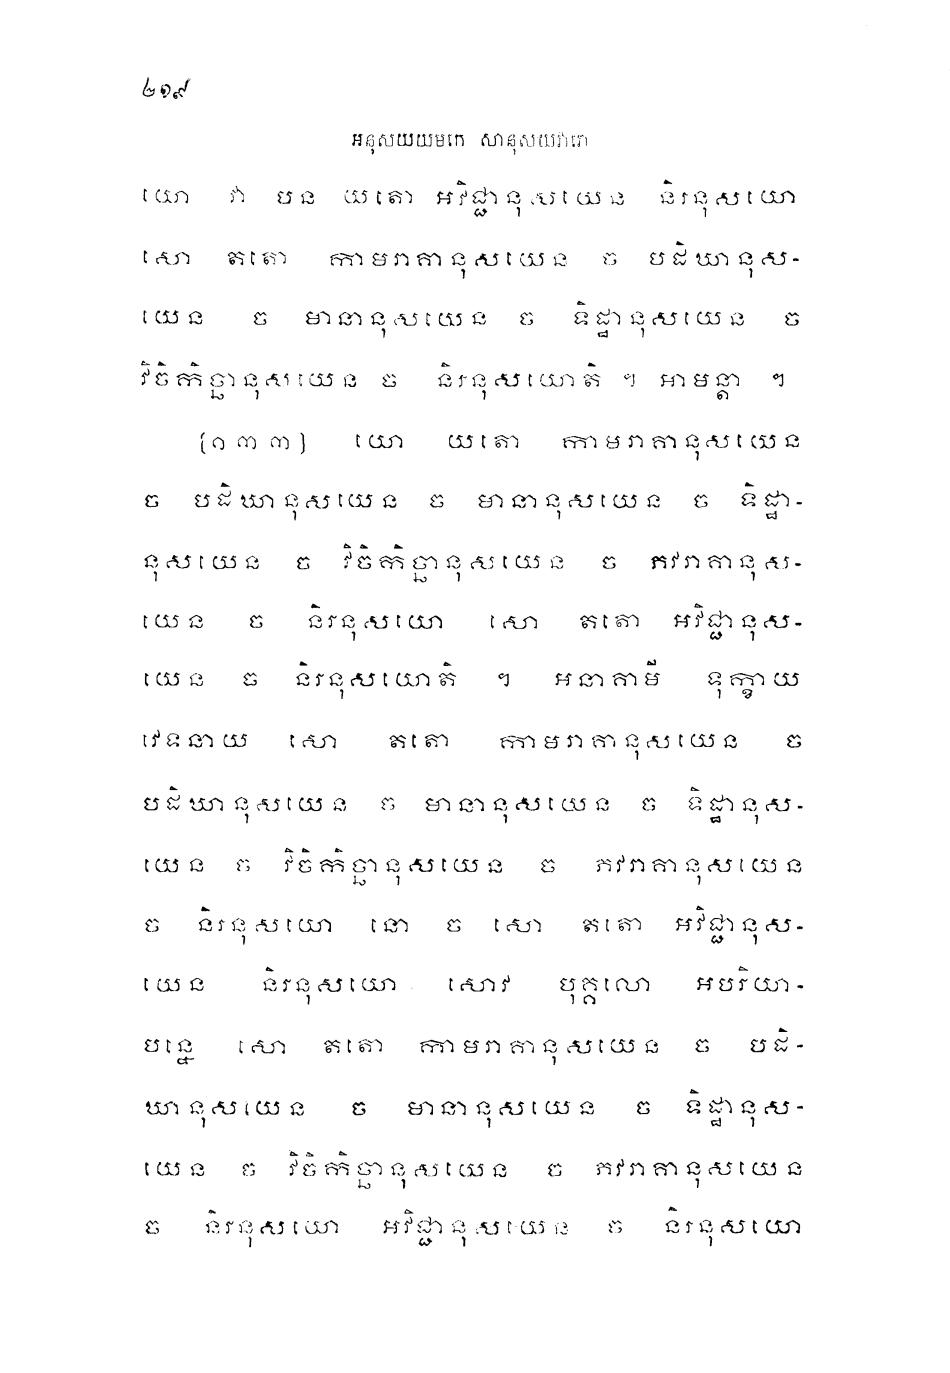 ២១៩
អនុសយយមកេ សានុសយវារោ
យោ វា បន យតោ អវិជ្ជានុសយេន និរនុសយោ
សោ តតោ កាមរាគានុសយេន ច បដិឃានុស-
យេន ច មានានុសយេន ច ទិដ្ឋានុសយេន ច
វិចិកិច្ឆានុសយេន ច និរនុសយោតិ ។ អាមន្តា ។
(១៣៣) យោ យតោ កាមរាគានុសយេន
ច បដិឃានុសយេន ច មានានុសយេន ច ទិដ្ឋា-
នុសយេន ច វិចិកិច្ឆានុសយេន ច ភវរាគានុស-
យេន ច និរនុសយោ សោ តតោ អវិជ្ជានុស-
យេន ច និរនុសយោតិ ។ អនាគាមី ទុក្ខាយ
វេទនាយ សោ តតោ កាមរាគានុសយេន ច
បដិឃានុសយេន ច មានានុសយេន ច ទិដ្ឋានុស-
យេន ច វិចិកិច្ឆានុសយេន ច ភវរាគានុសយេន
ច និរនុសយោ នោ ច សោ តតោ អវិជ្ជានុស-
យេន និរនុសយោ សោវ បុគ្គលោ អបរិយា-
បន្នេ សោ តតោ កាមរាគានុសយេន ច បដិ-
ឃានុសយេន ច មានានុសយេន ច ទិដ្ឋានុស-
យេន ច វិចិកិច្ឆានុសយេន ច ភវរាគានុសយេន
ច និរនុសយោ អវិជ្ជានុសយេន ច និរនុសយោ